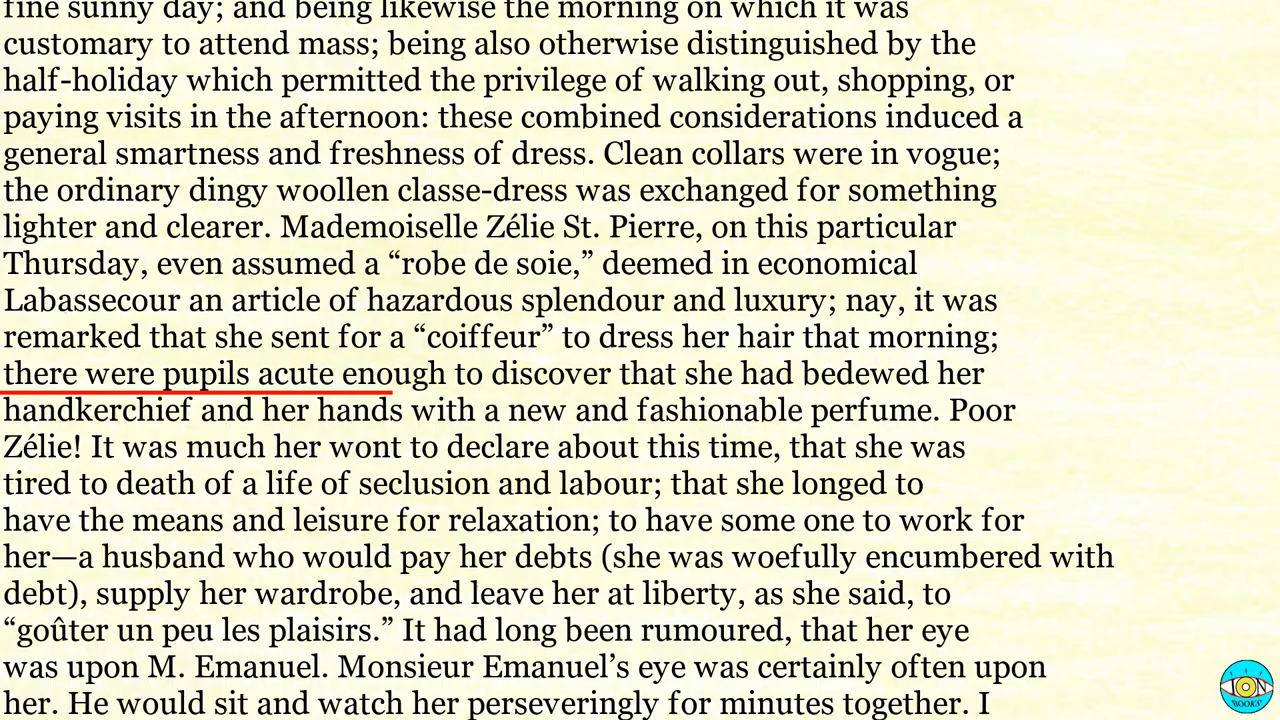 fine sunny day; and being likewise the morning on which it was
customary to attend mass; being also otherwise distinguished by the
half-holiday which permitted the privilege of walking out, shopping, or
paying visits in the afternoon: these combined considerations induced a
general smartness and freshness of dress. Clean collars were in vogue;
the ordinary dingy woollen classe-dress was exchanged for something
lighter and clearer. Mademoiselle Zélie St. Pierre, on this particular
Thursday, even assumed a “robe de soie,” deemed in economical
Labassecour an article of hazardous splendour and luxury; nay, it was
remarked that she sent for a “coiffeur” to dress her hair that morning;
there were pupils acute enough to discover that she had bedewed her
handkerchief and her hands with a new and fashionable perfume. Poor
Zélie! It was much her wont to declare about this time, that she was
tired to death of a life of seclusion and labour; that she longed to
have the means and leisure for relaxation; to have some one to work for
her—a husband who would pay her debts (she was woefully encumbered with
debt), supply her wardrobe, and leave her at liberty, as she said, to
“goûter un peu les plaisirs.” It had long been rumoured, that her eye
was upon M. Emanuel. Monsieur Emanuel’s eye was certainly often upon
her. He would sit and watch her perseveringly for minutes together. I
ION
BOOKS